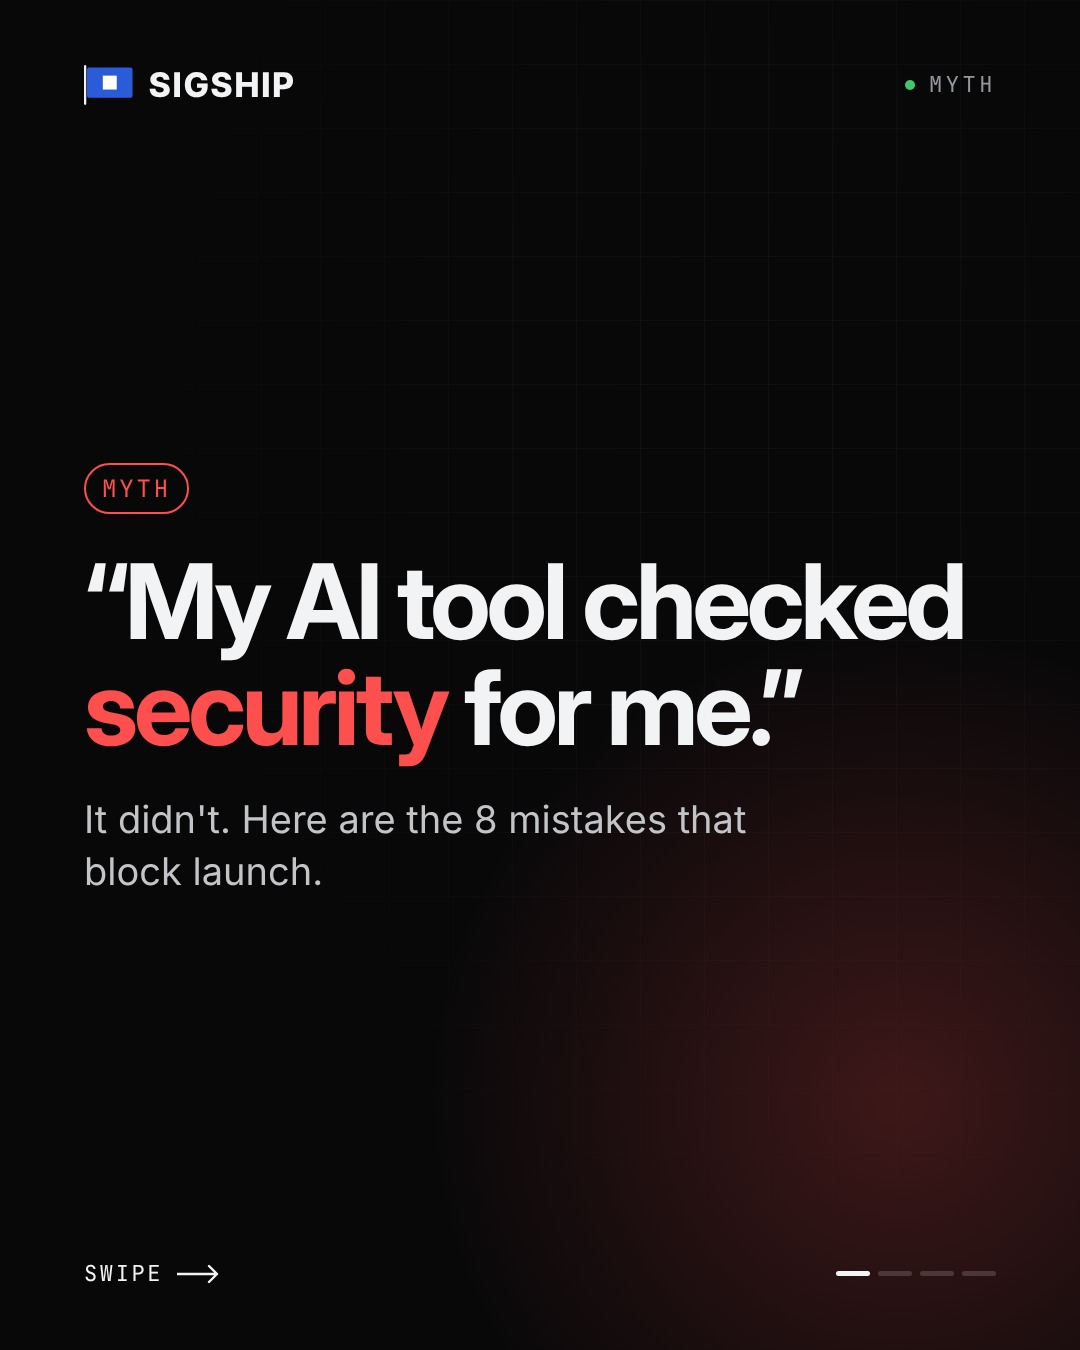 SIGSHIP
MYTH
MYTH
“My AI tool checked
security for me.”
It didn't. Here are the 8 mistakes that
block launch.
SWIPE